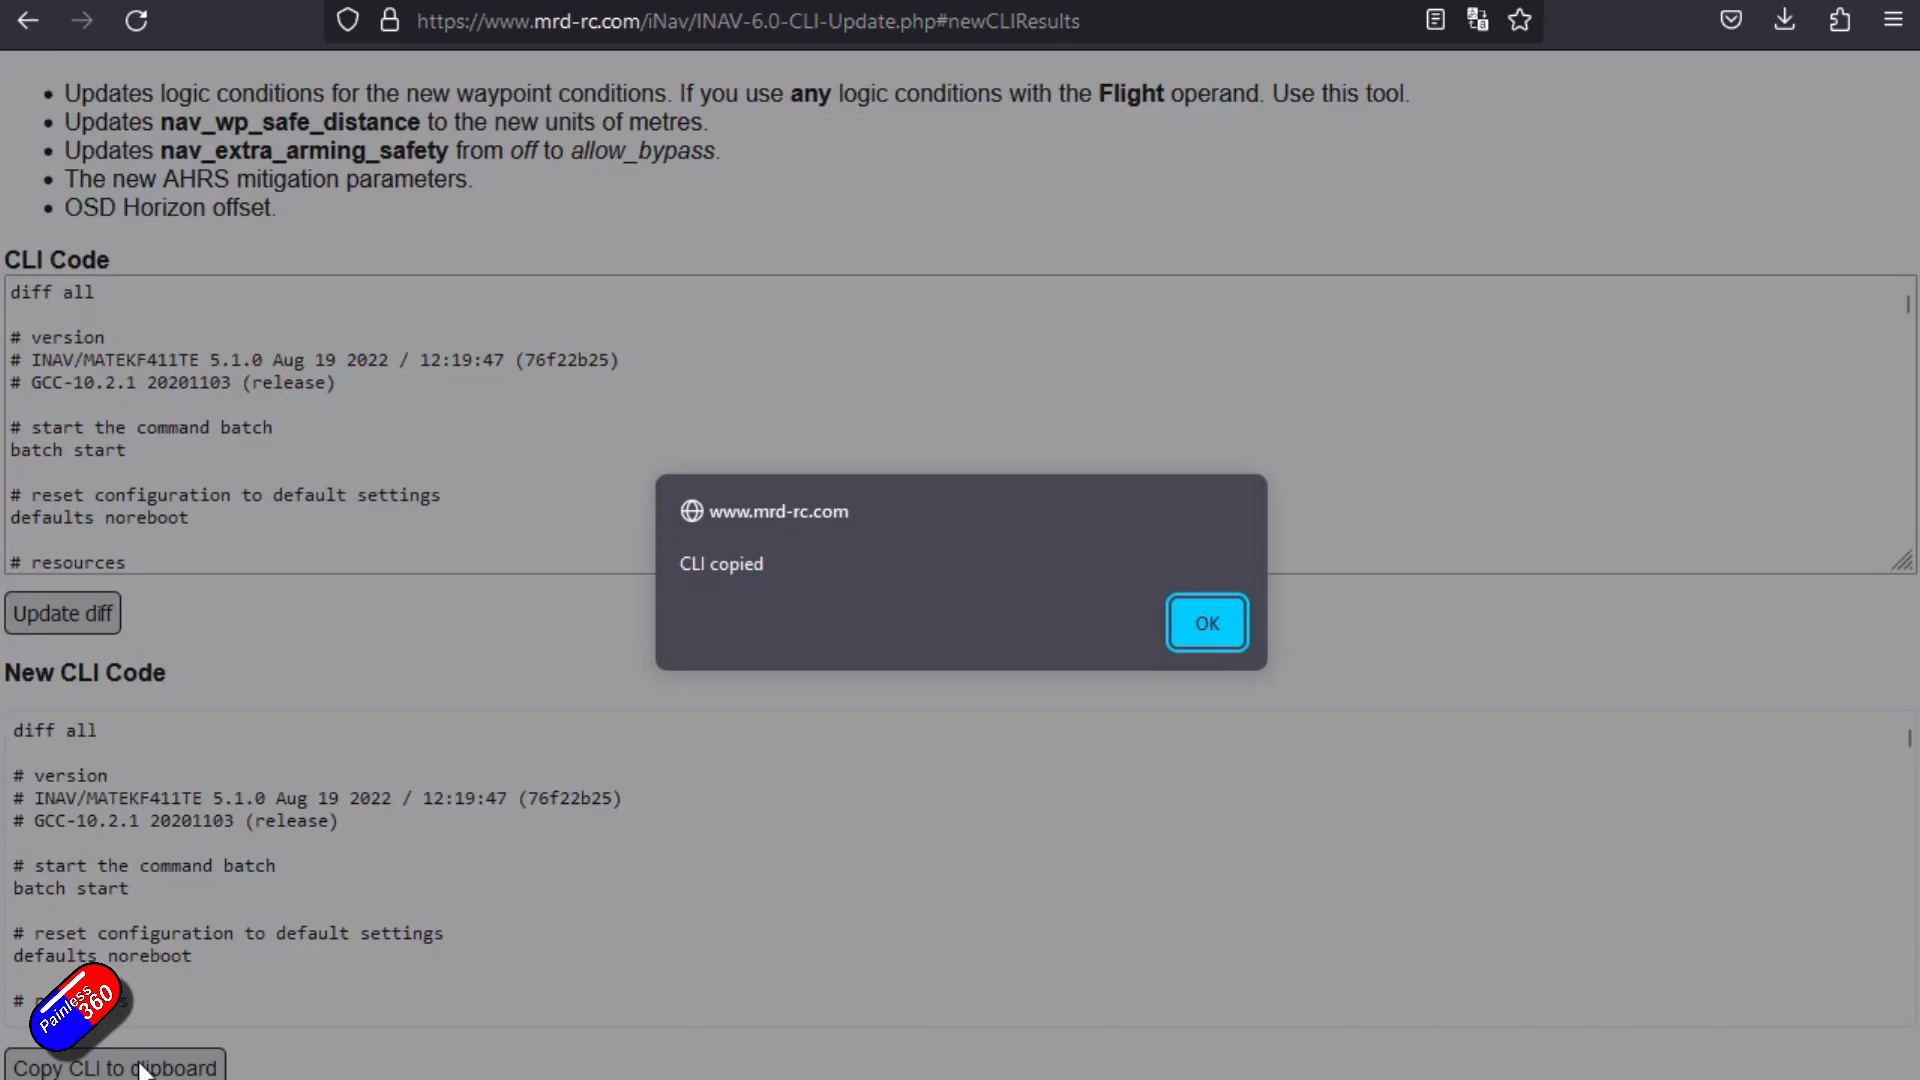 https://www.mrd-rc.com/iNav/INAV-6.0-CLI-Update.php#newCLIResults
Updates logic conditions for the new waypoint conditions. If you use any logic conditions with the Flight operand. Use this tool.
Updates nav_wp_safe_distance to the new units of metres.
Updates nav_extra_arming_safety from off to allow_bypass.
The new AHRS mitigation parameters.
OSD Horizon offset.
CLI Code
diff all
# version
# INAV/MATEKF411TE 5.1.0 Aug 19 2022 / 12:19:47 (76f22b25)
# GCC-10.2.1 20201103 (release)
# start the command batch
batch start
# reset configuration to default settings
defaults noreboot
# resources
www.mrd-rc.com
CLI copied
OK
Update diff
New CLI Code
diff all
# version
# INAV/MATEKF411TE 5.1.0 Aug 19 2022 / 12:19:47 (76f22b25)
# GCC-10.2.1 20201103 (release)
# start the command batch
batch start
# reset configuration to default settings
defaults noreboot
#
Painless
360
Copy CLI to clipboard